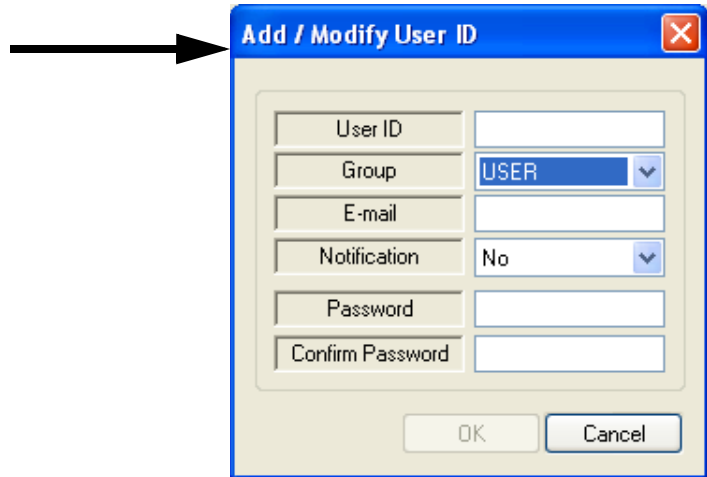 Add / Modify User ID
User ID
Group USER
E-mail
Notification No
Password
Confirm Password
OK Cancel